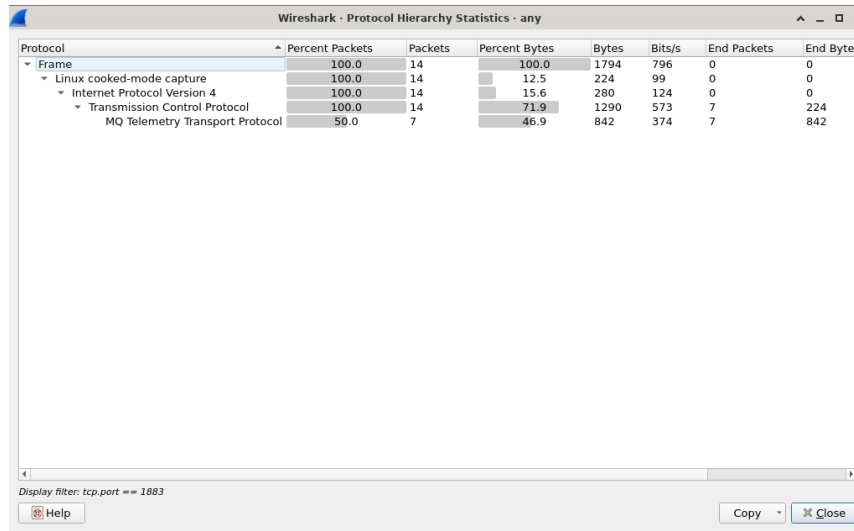 Wireshark · Protocol Hierarchy Statistics · any
Protocol Percent Packets Packets Percent Bytes Bytes Bits/s End Packets End Byte
Frame 100.0 14 100.0 1794 796 0 0
Linux cooked-mode capture 100.0 14 12.5 224 99 0 0
Internet Protocol Version 4 100.0 14 15.6 280 124 0 0
Transmission Control Protocol 100.0 14 71.9 1290 573 7 224
MQ Telemetry Transport Protocol 50.0 7 46.9 842 374 7 842
Display filter: tcp.port == 1883
Help Copy Close